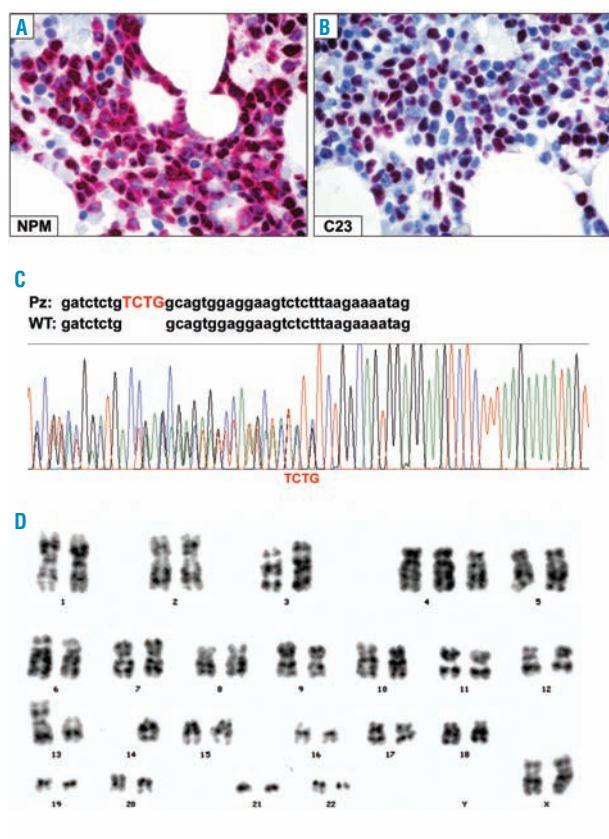 A
B
NPM
C23
C
Pz: gatctctgTCTGgcagtggaggaagtctctttaagaaaatag
WT: gatctctg gcagtggaggaagtctctttaagaaaatag
TCTG
D
1 2 3 4 5
6 7 8 9 10 11 12
13 14 15 16 17 18
19 20 21 22 Y X